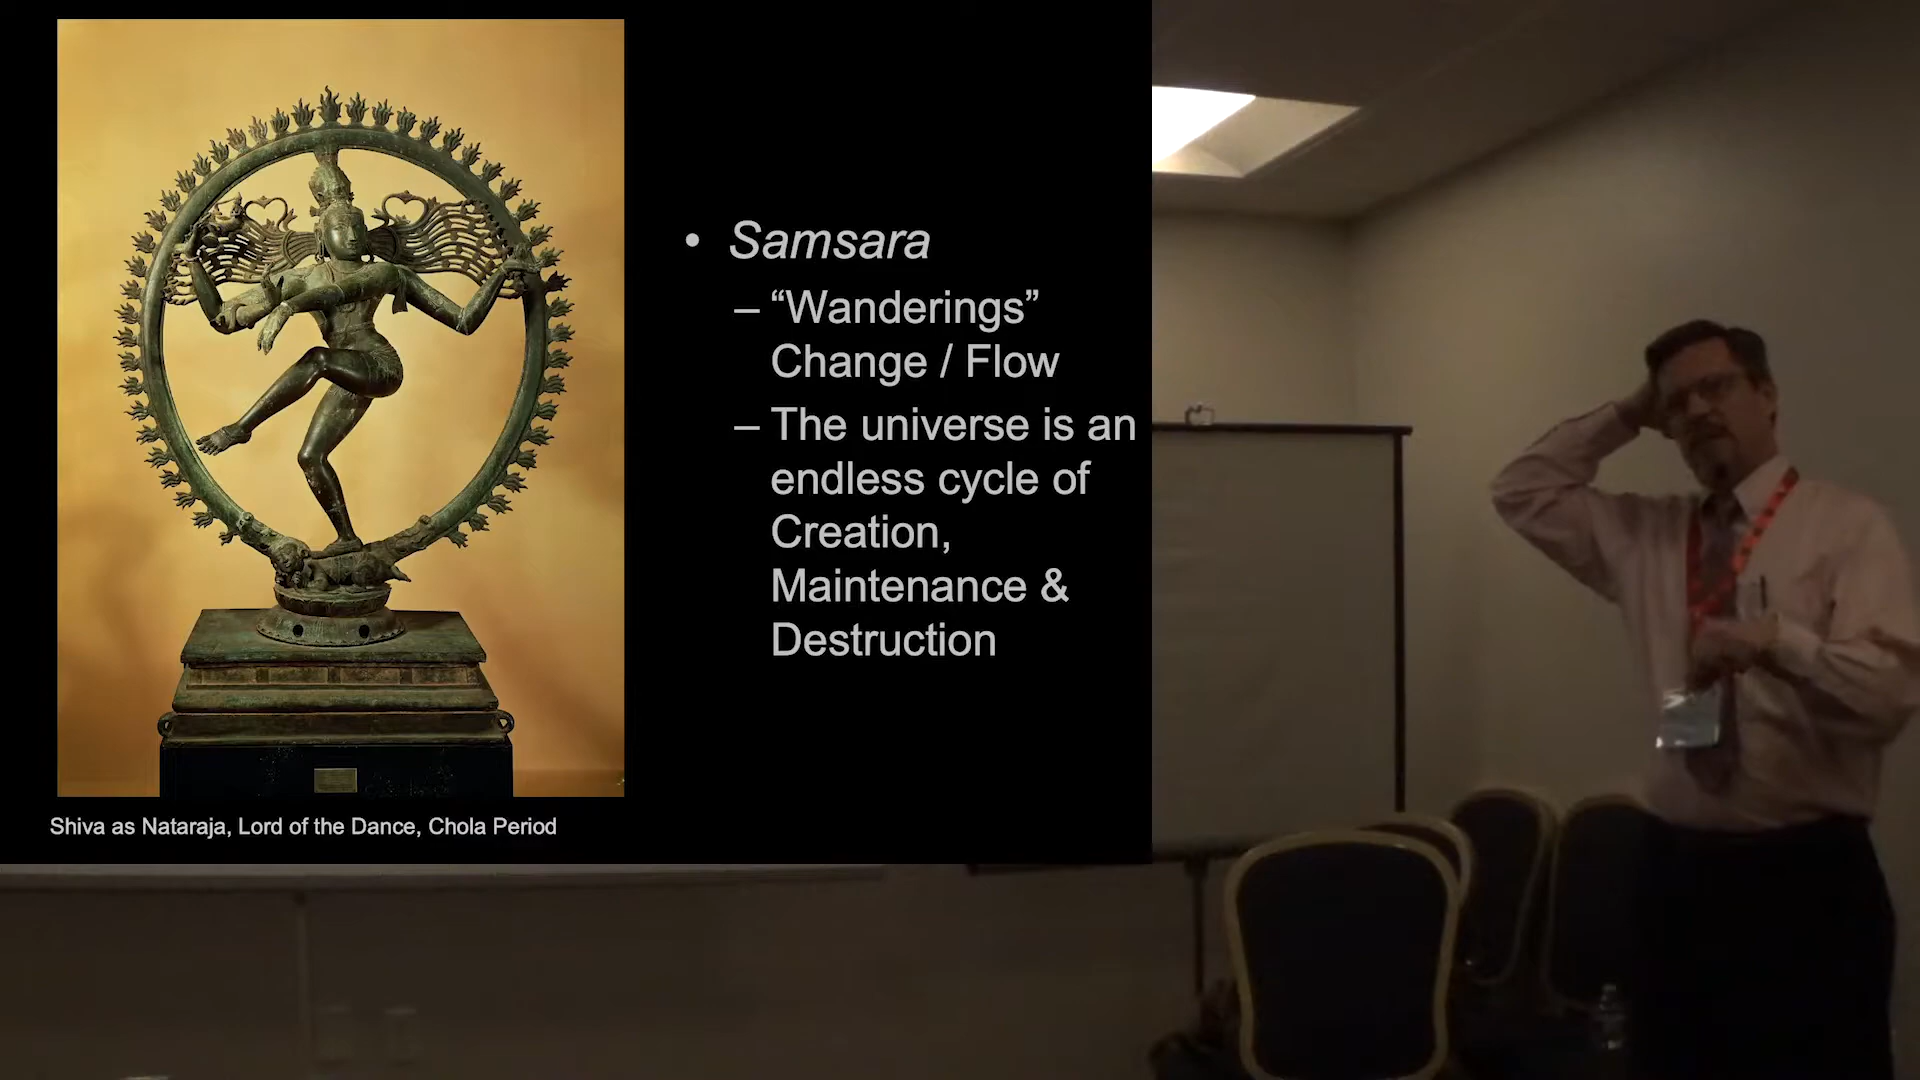 • Samsara
– “Wanderings”
Change / Flow
– The universe is an
endless cycle of
Creation,
Maintenance &
Destruction
Shiva as Nataraja, Lord of the Dance, Chola Period